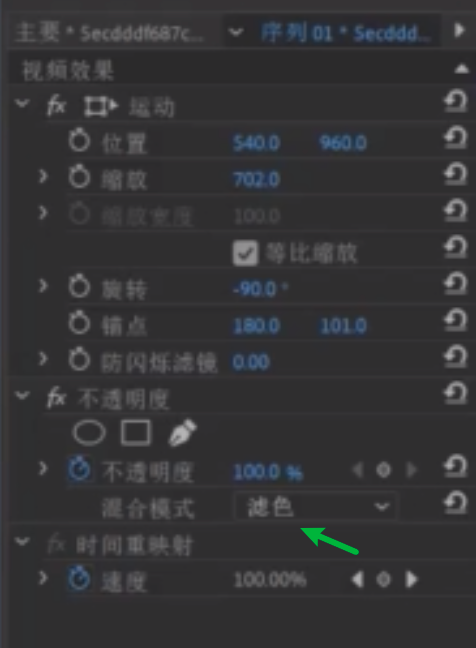 主要 * Secdddf687c... 序列 01 * Secddd...
视频效果
fx 运动
位置 540.0 960.0
缩放 702.0
缩放宽度 100.0
等比缩放
旋转 -90.0 °
锚点 180.0 101.0
防闪烁滤镜 0.00
fx 不透明度
不透明度 100.0 %
混合模式 滤色
fx 时间重映射
速度 100.00%